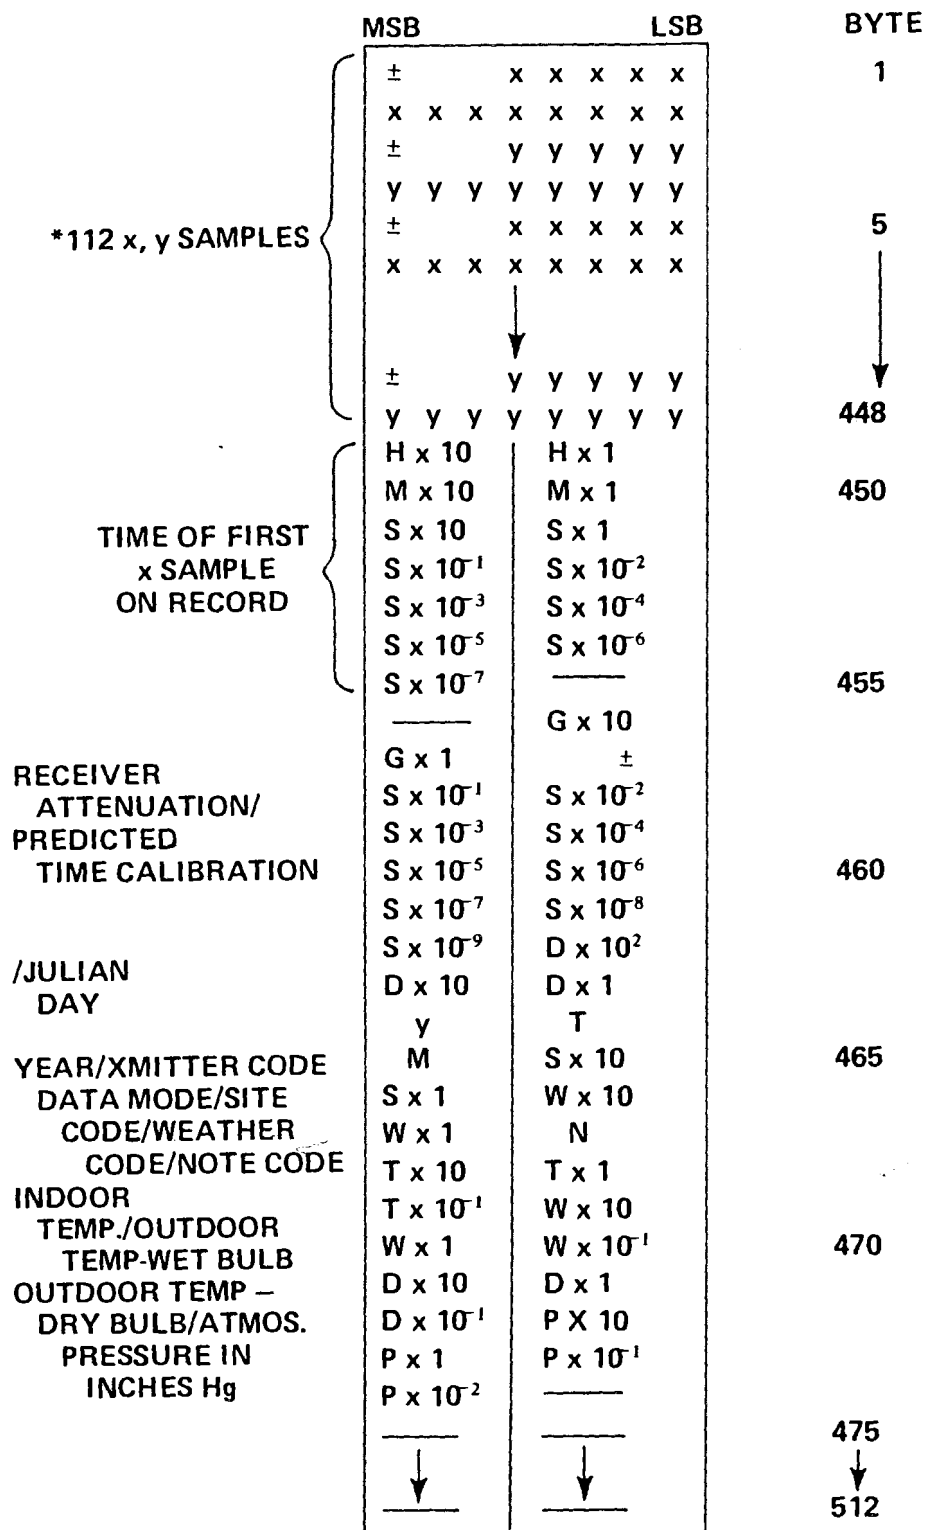 MSB LSB BYTE
± x x x x x 1
x x x x x x x x
± y y y y y
y y y y y y y y
*112 x, y SAMPLES ± x x x x x 5
x x x x x x x x
± y y y y y
y y y y y y y y 448
H x 10 H x 1
M x 10 M x 1 450
TIME OF FIRST S x 10 S x 1
x SAMPLE S x 10⁻¹ S x 10⁻²
ON RECORD S x 10⁻³ S x 10⁻⁴
S x 10⁻⁵ S x 10⁻⁶
S x 10⁻⁷ —— 455
—— G x 10
RECEIVER G x 1 ±
ATTENUATION/ S x 10⁻¹ S x 10⁻²
PREDICTED S x 10⁻³ S x 10⁻⁴
TIME CALIBRATION S x 10⁻⁵ S x 10⁻⁶ 460
S x 10⁻⁷ S x 10⁻⁸
/JULIAN S x 10⁻⁹ D x 10²
DAY D x 10 D x 1
y T
YEAR/XMITTER CODE M S x 10 465
DATA MODE/SITE S x 1 W x 10
CODE/WEATHER W x 1 N
CODE/NOTE CODE T x 10 T x 1
INDOOR T x 10⁻¹ W x 10
TEMP./OUTDOOR
TEMP-WET BULB W x 1 W x 10⁻¹ 470
OUTDOOR TEMP – D x 10 D x 1
DRY BULB/ATMOS. D x 10⁻¹ P X 10
PRESSURE IN P x 1 P x 10⁻¹
INCHES Hg P x 10⁻² ——
—— —— 475
—— —— 512